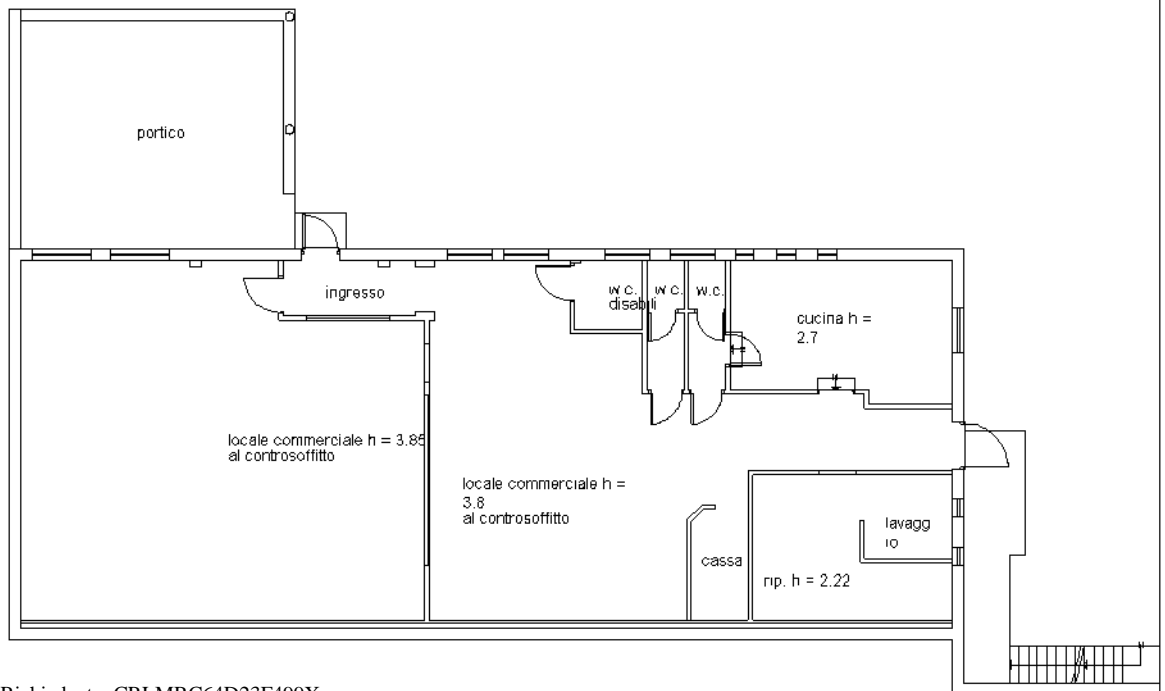 portico
ingresso
w.c.
disabili
w.c.
w.c.
cucina h =
2.7
locale commerciale h = 3.85
al controsoffitto
locale commerciale h =
3.8
al controsoffitto
cassa
lavagg
io
rip. h = 2.22